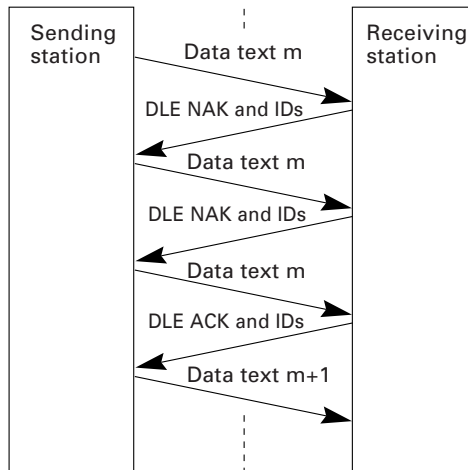 Sending
station
Receiving
station
Data text m
DLE NAK and IDs
Data text m
DLE NAK and IDs
Data text m
DLE ACK and IDs
Data text m+1